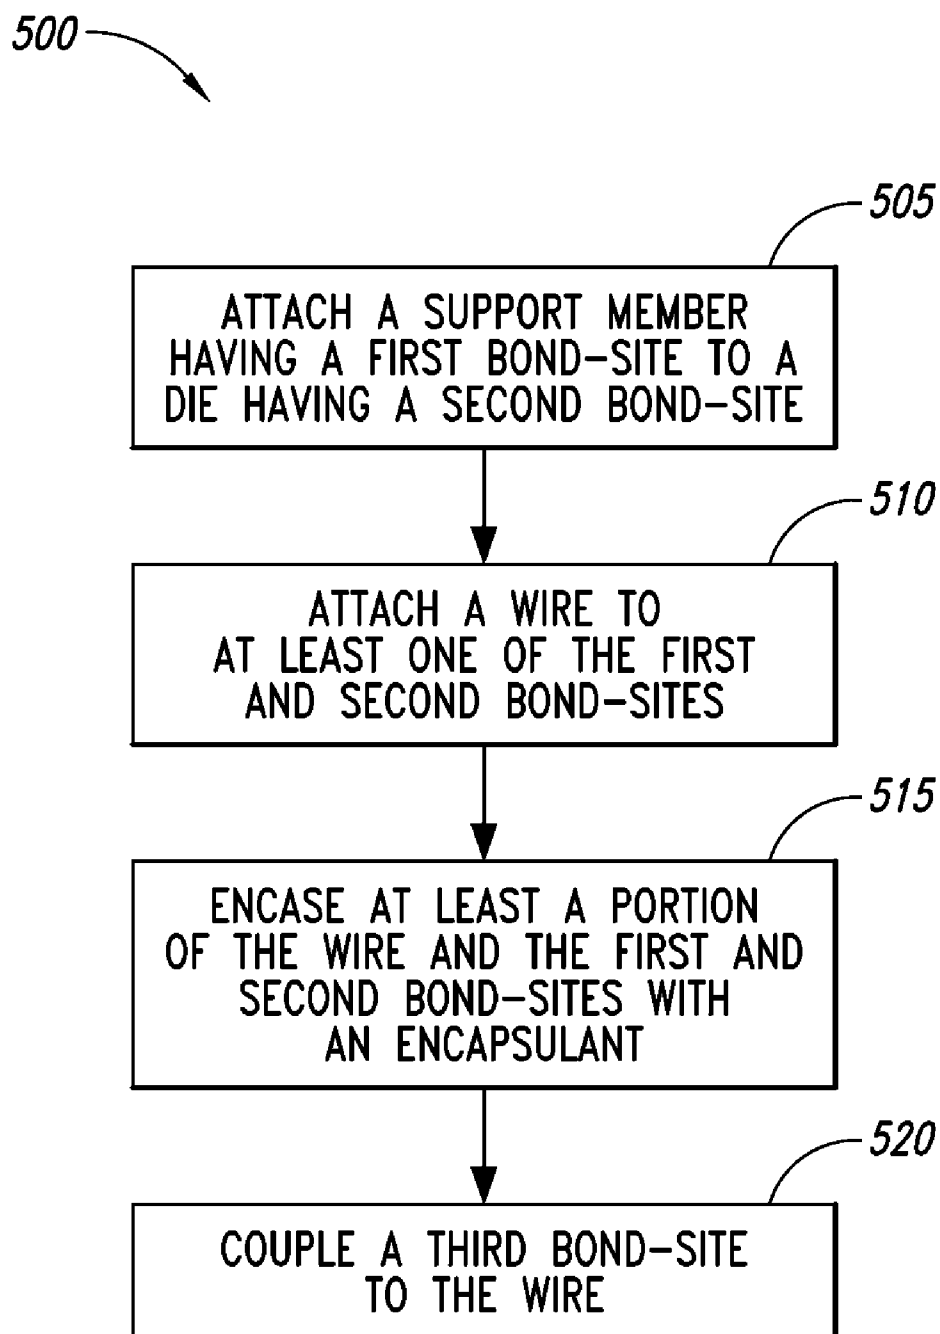 500
505
ATTACH A SUPPORT MEMBER
HAVING A FIRST BOND-SITE TO A
DIE HAVING A SECOND BOND-SITE
510
ATTACH A WIRE TO
AT LEAST ONE OF THE FIRST
AND SECOND BOND-SITES
515
ENCASE AT LEAST A PORTION
OF THE WIRE AND THE FIRST AND
SECOND BOND-SITES WITH
AN ENCAPSULANT
520
COUPLE A THIRD BOND-SITE
TO THE WIRE